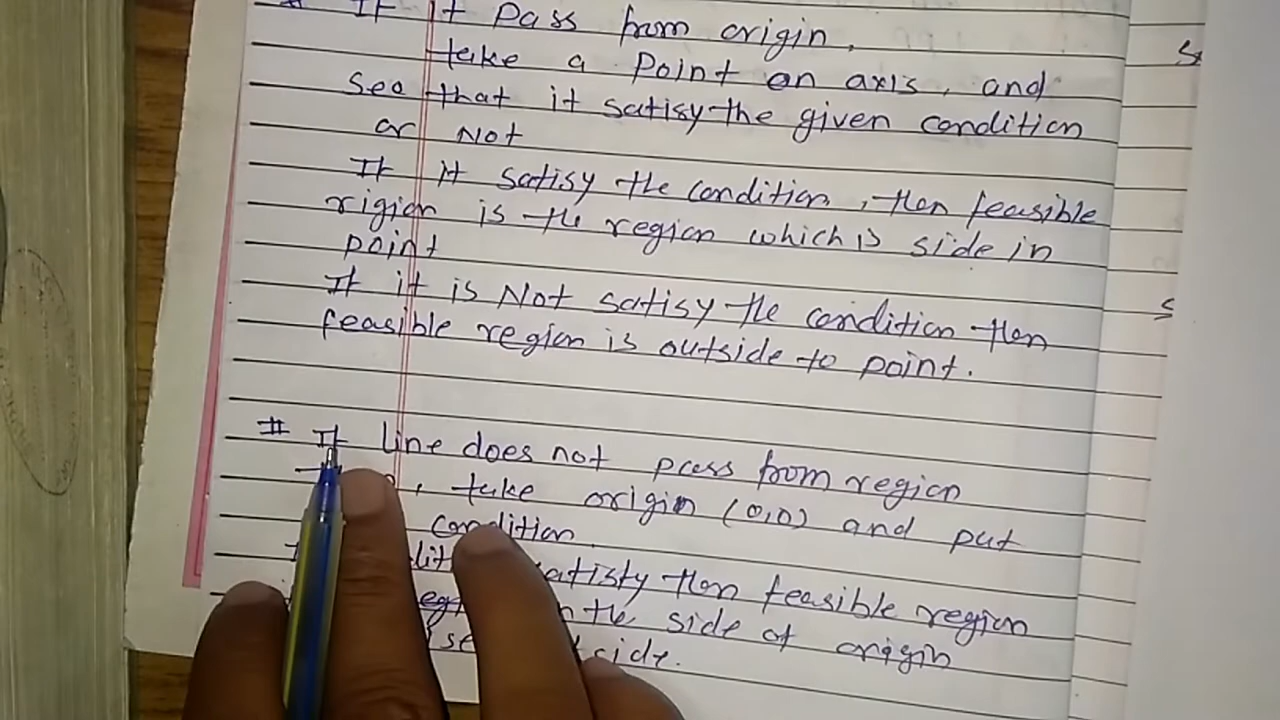 # If it Pass from origin,
take a Point on axis, and
see that it satisy the given condition
or Not
If it satisy the condition, then feasible
rigion is the region which is side in
point
If it is Not satisy the condition then
feasible region is outside to point.
# If line does not pass from region
, take origin (0,0) and put
condition
satisfy then feasible region
the side of origin
side.